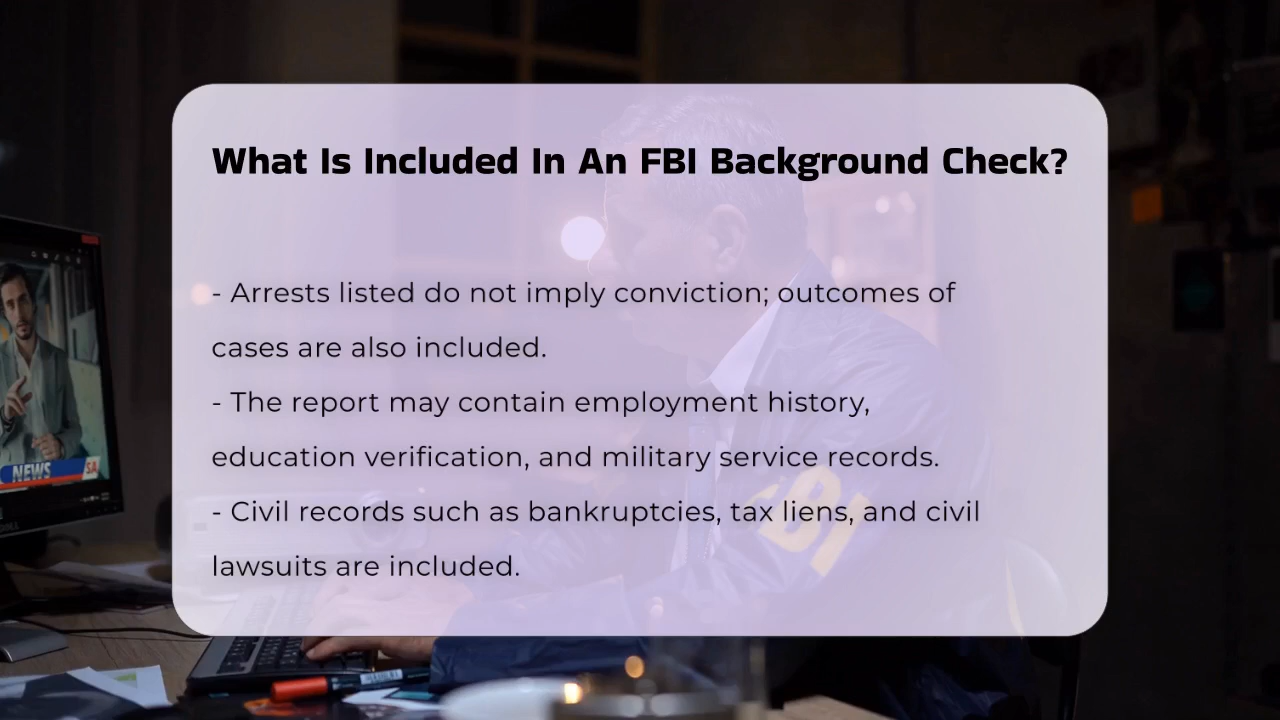 What Is Included In An FBI Background Check?
- Arrests listed do not imply conviction; outcomes of
cases are also included.
- The report may contain employment history,
education verification, and military service records.
- Civil records such as bankruptcies, tax liens, and civil
lawsuits are included.
NEWS
SA
BI